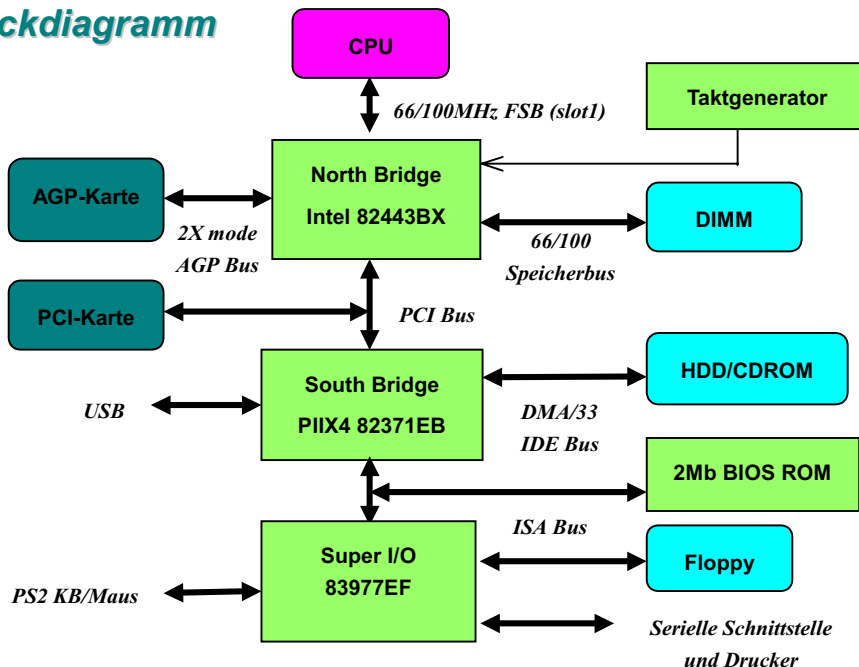 ckdiagramm
CPU
66/100MHz FSB (slot1)
Taktgenerator
North Bridge
Intel 82443BX
AGP-Karte
2X mode
AGP Bus
66/100
Speicherbus
DIMM
PCI-Karte
PCI Bus
South Bridge
PIIX4 82371EB
USB
DMA/33
IDE Bus
HDD/CDROM
2Mb BIOS ROM
ISA Bus
Super I/O
83977EF
Floppy
PS2 KB/Maus
Serielle Schnittstelle
und Drucker